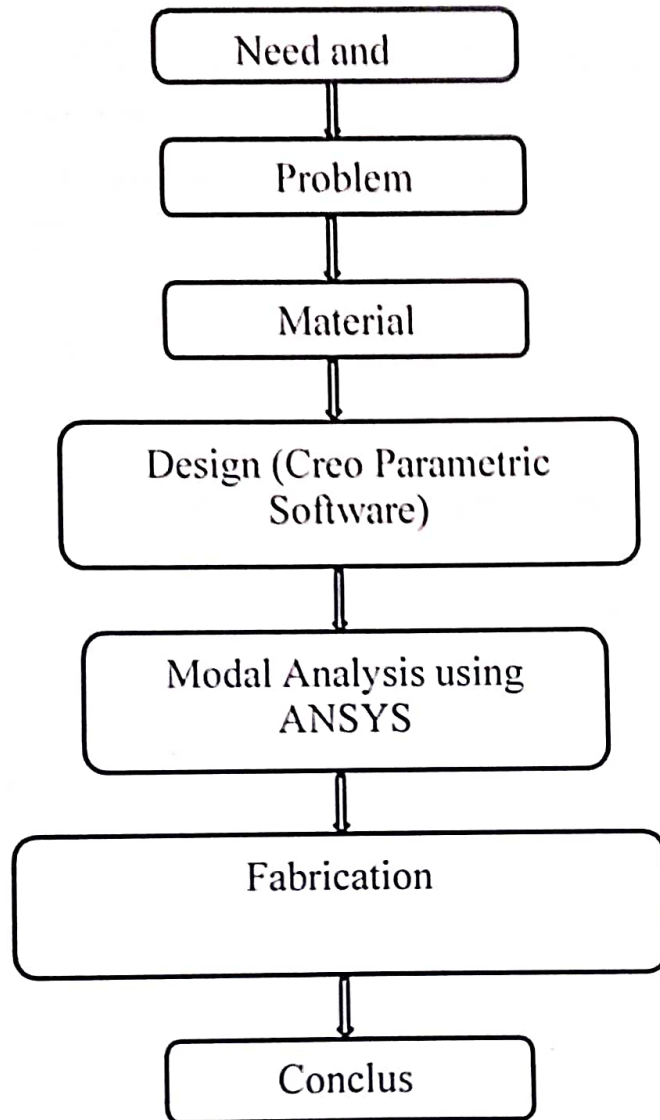 Need and
Problem
Material
Design (Creo Parametric
Software)
Modal Analysis using
ANSYS
Fabrication
Conclus